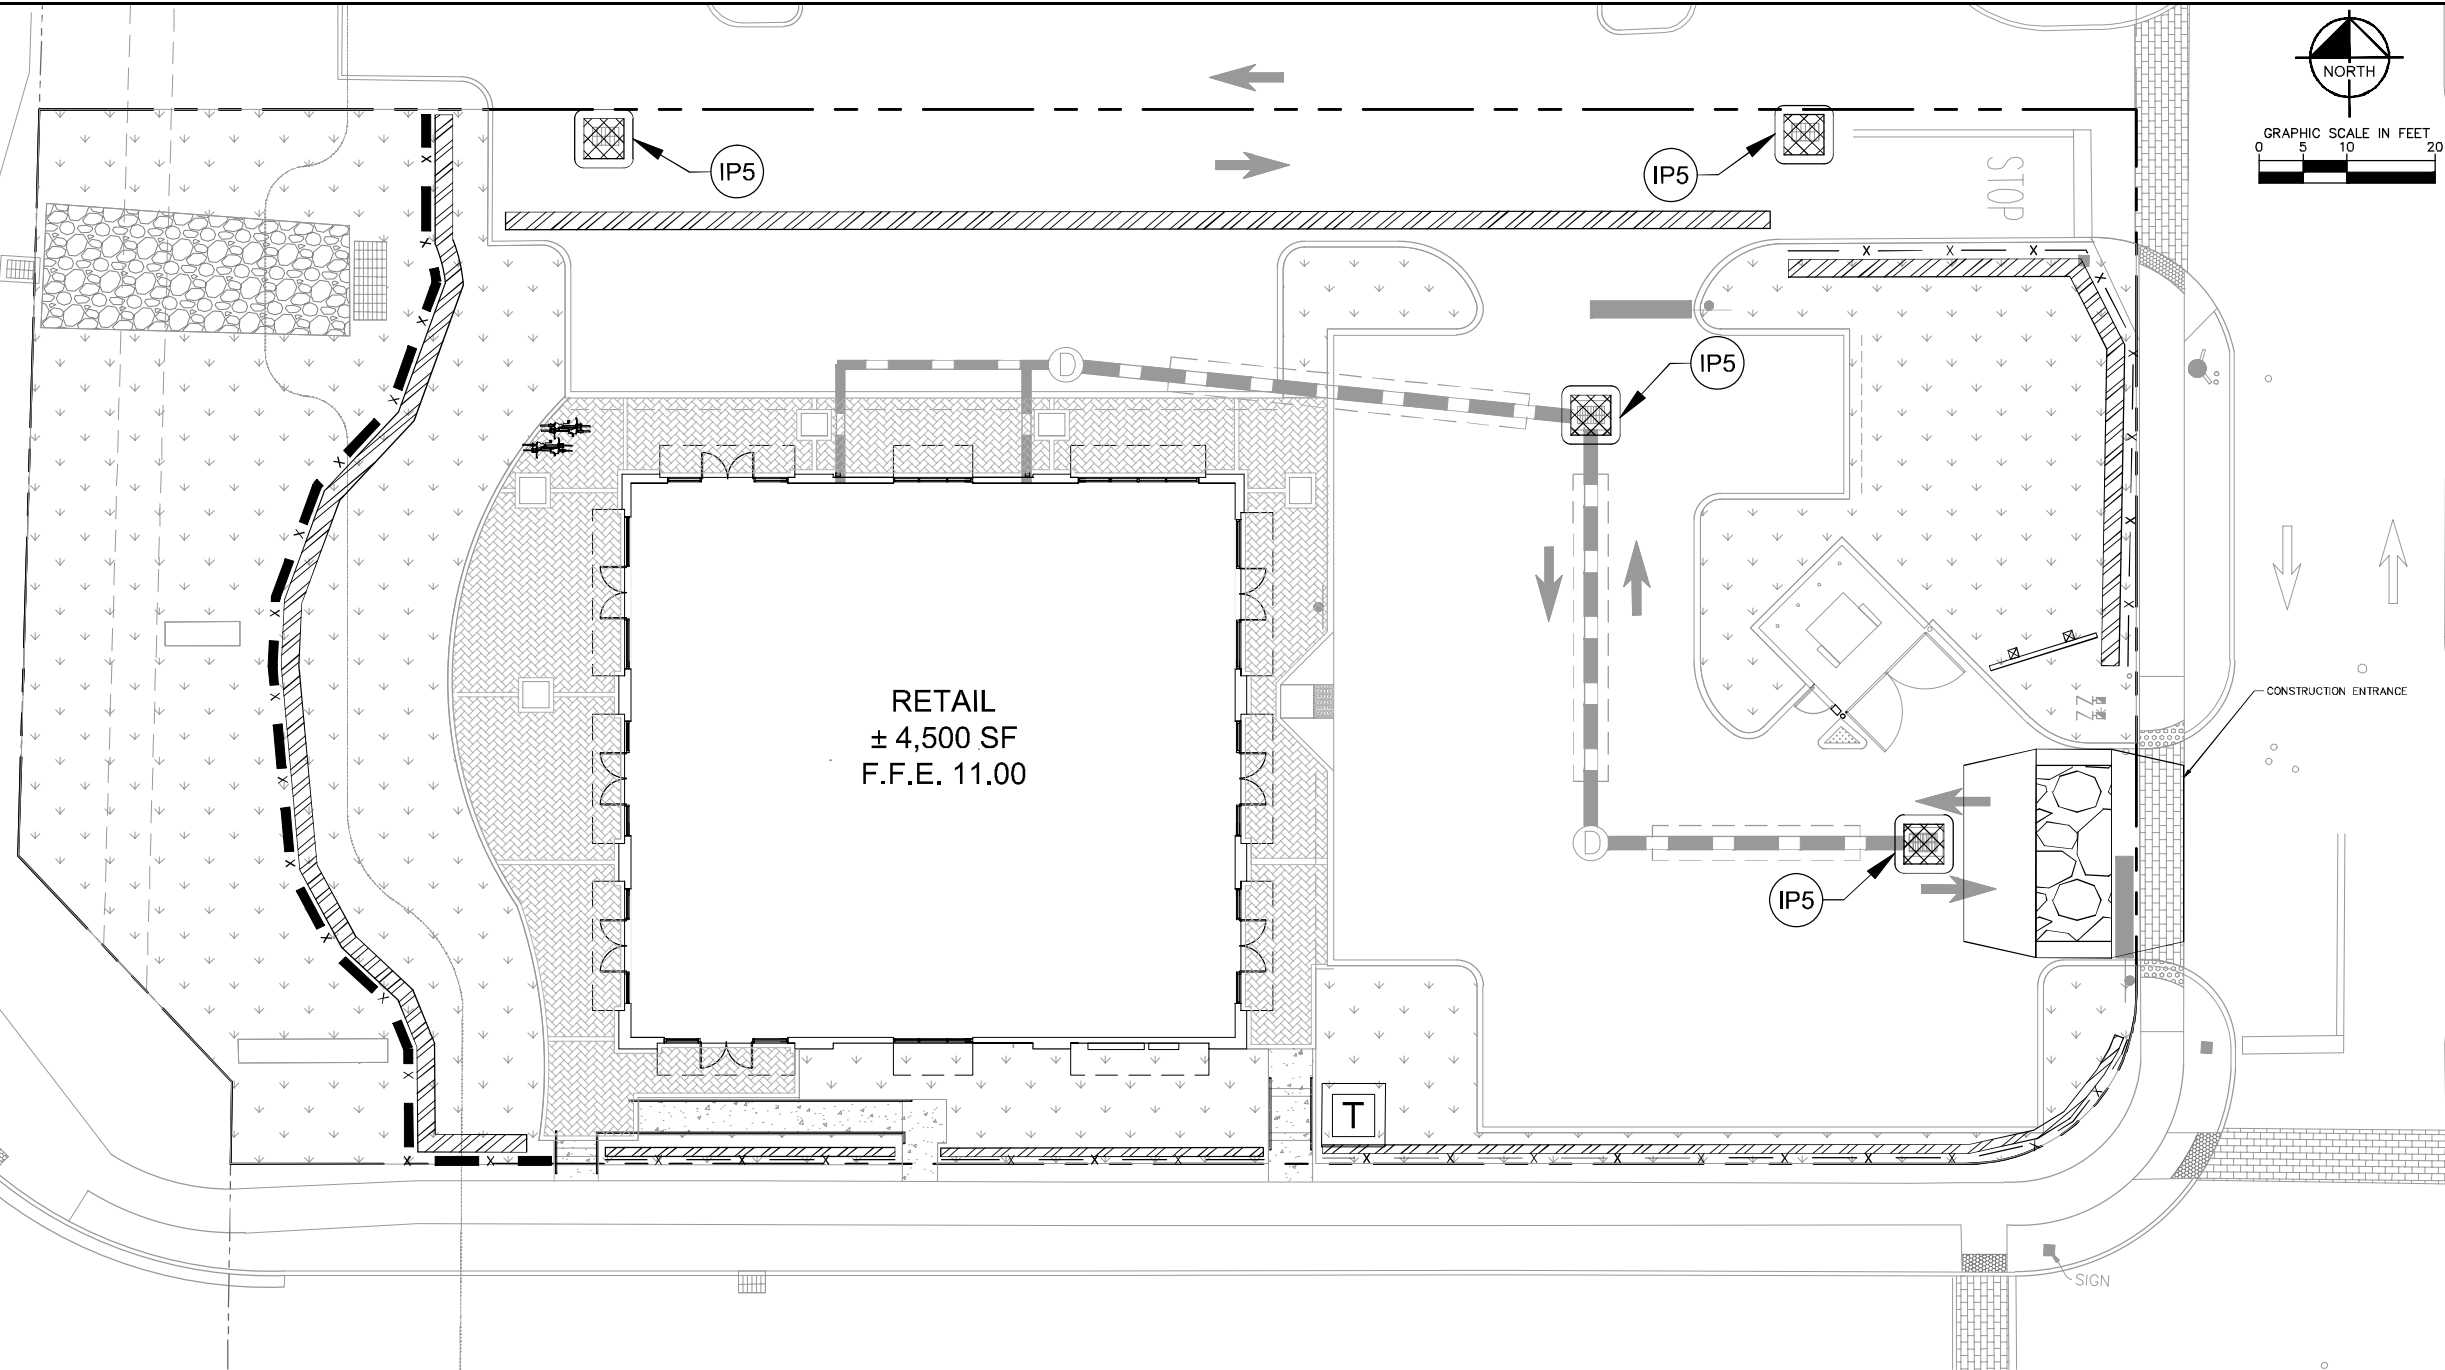 NORTH
GRAPHIC SCALE IN FEET
0 5 10 20
IP5
IP5
STOP
IP5
D
RETAIL
± 4,500 SF
F.F.E. 11.00
CONSTRUCTION ENTRANCE
D
IP5
T
SIGN